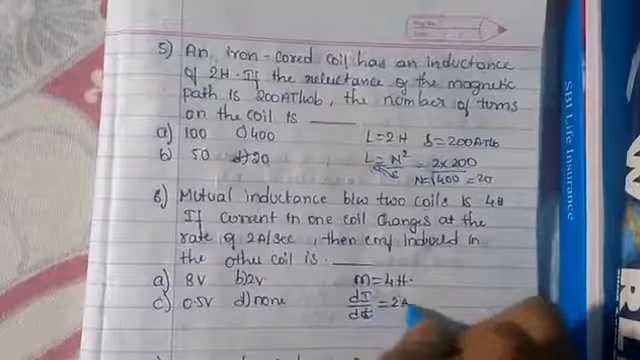 5) An iron-cored coil has an inductance
of 2H. If the reluctance of the magnetic
path is 200AT/wb, the number of turns
on the coil is ____
a) 100 c) 400
b) 50 d) 20
L=2H S=200AT/wb
L=N²/S = 2x200
N=√400 = 20
6) Mutual inductance b/w two coils is 4H
If current in one coil changes at the
rate of 2A/sec, then emf induced in
the other coil is ____
a) 8V b) 2V
c) 0.5V d) none
M=4H.
dI/dt = 2A
SBI Life Insurance